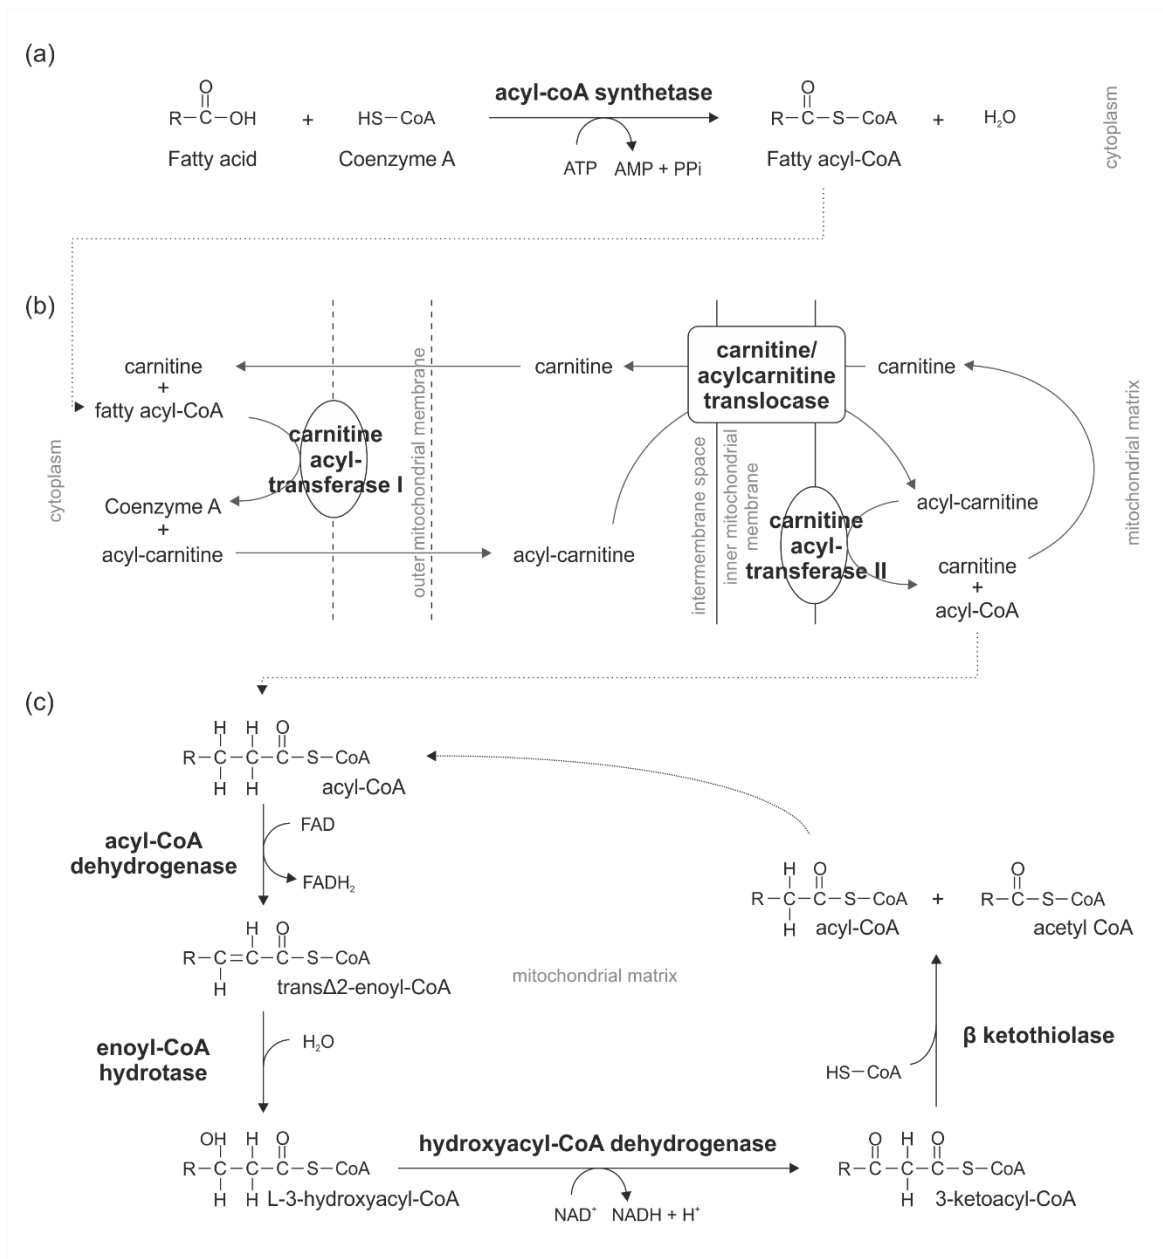 (a)
O
R–C–OH
+
HS–CoA
acyl-coA synthetase
O
R–C–S–CoA
+
H₂O
Fatty acid
Coenzyme A
ATP
AMP + PPi
Fatty acyl-CoA
cytoplasm
(b)
carnitine
+
fatty acyl-CoA
carnitine
acyl-
transferase I
Coenzyme A
+
acyl-carnitine
cytoplasm
outer mitochondrial membrane
carnitine
acyl-carnitine
carnitine/
acylcarnitine
translocase
intermembrane space
inner mitochondrial
membrane
carnitine
acyl-
transferase II
carnitine
acyl-carnitine
carnitine
+
acyl-CoA
mitochondrial matrix
(c)
H H O
R–C–C–C–S–CoA
H H
acyl-CoA
acyl-CoA
dehydrogenase
FAD
FADH₂
H O
R–C=C–C–S–CoA
H
transΔ2-enoyl-CoA
mitochondrial matrix
enoyl-CoA
hydrotase
H₂O
OH H O
R–C–C–C–S–CoA
H H L-3-hydroxyacyl-CoA
hydroxyacyl-CoA dehydrogenase
NAD⁺
NADH + H⁺
O H O
R–C–C–C–S–CoA
H
3-ketoacyl-CoA
β ketothiolase
HS–CoA
H O
R–C–C–S–CoA
H
acyl-CoA
+
O
R–C–S–CoA
acetyl CoA